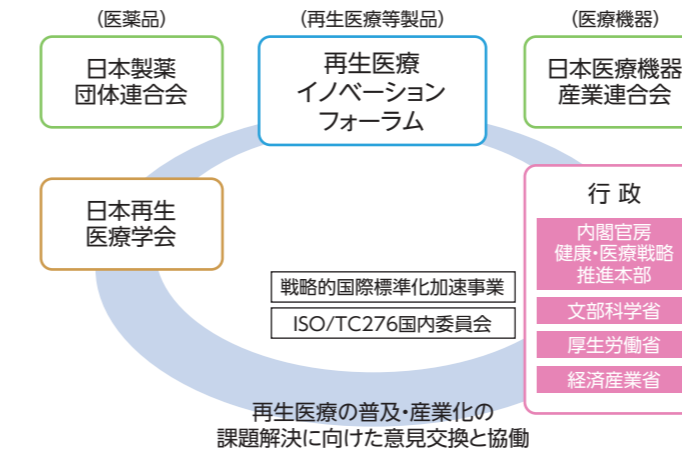 （医薬品）
（再生医療等製品）
（医療機器）
日本製薬
団体連合会
再生医療
イノベーション
フォーラム
日本医療機器
産業連合会
日本再生
医療学会
行 政
内閣官房
健康・医療戦略
推進本部
文部科学省
厚生労働省
経済産業省
戦略的国際標準化加速事業
ISO/TC276国内委員会
再生医療の普及・産業化の
課題解決に向けた意見交換と協働